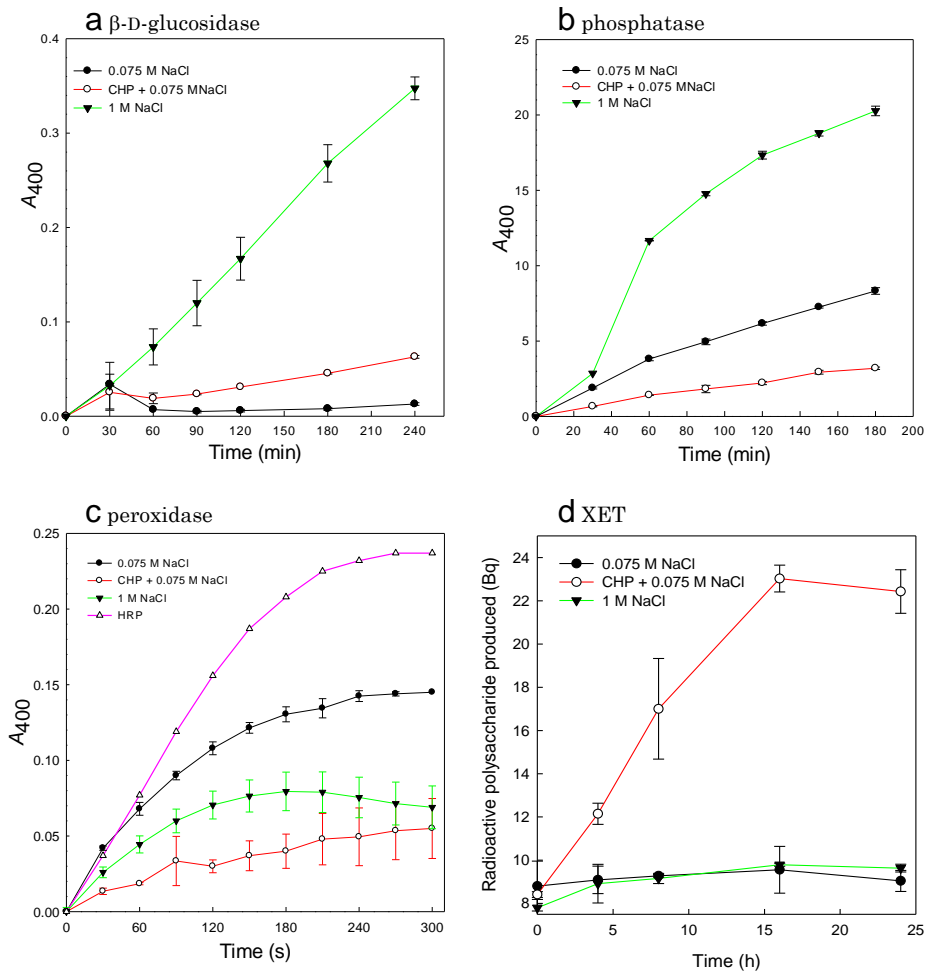 a β-D-glucosidase
0.4
0.3
0.2
0.1
0.0
A400
0.075 M NaCl
CHP + 0.075 MNaCl
1 M NaCl
0 30 60 90 120 150 180 210 240
Time (min)
b phosphatase
25
20
15
10
5
0
A400
0.075 M NaCl
CHP + 0.075 MNaCl
1 M NaCl
0 20 40 60 80 100 120 140 160 180 200
Time (min)
c peroxidase
0.25
0.20
0.15
0.10
0.05
0.00
A400
0.075 M NaCl
CHP + 0.075 M NaCl
1 M NaCl
HRP
0 60 120 180 240 300
Time (s)
d XET
24
22
20
18
16
14
12
10
8
Radioactive polysaccharide produced (Bq)
0.075 M NaCl
CHP + 0.075 M NaCl
1 M NaCl
0 5 10 15 20 25
Time (h)